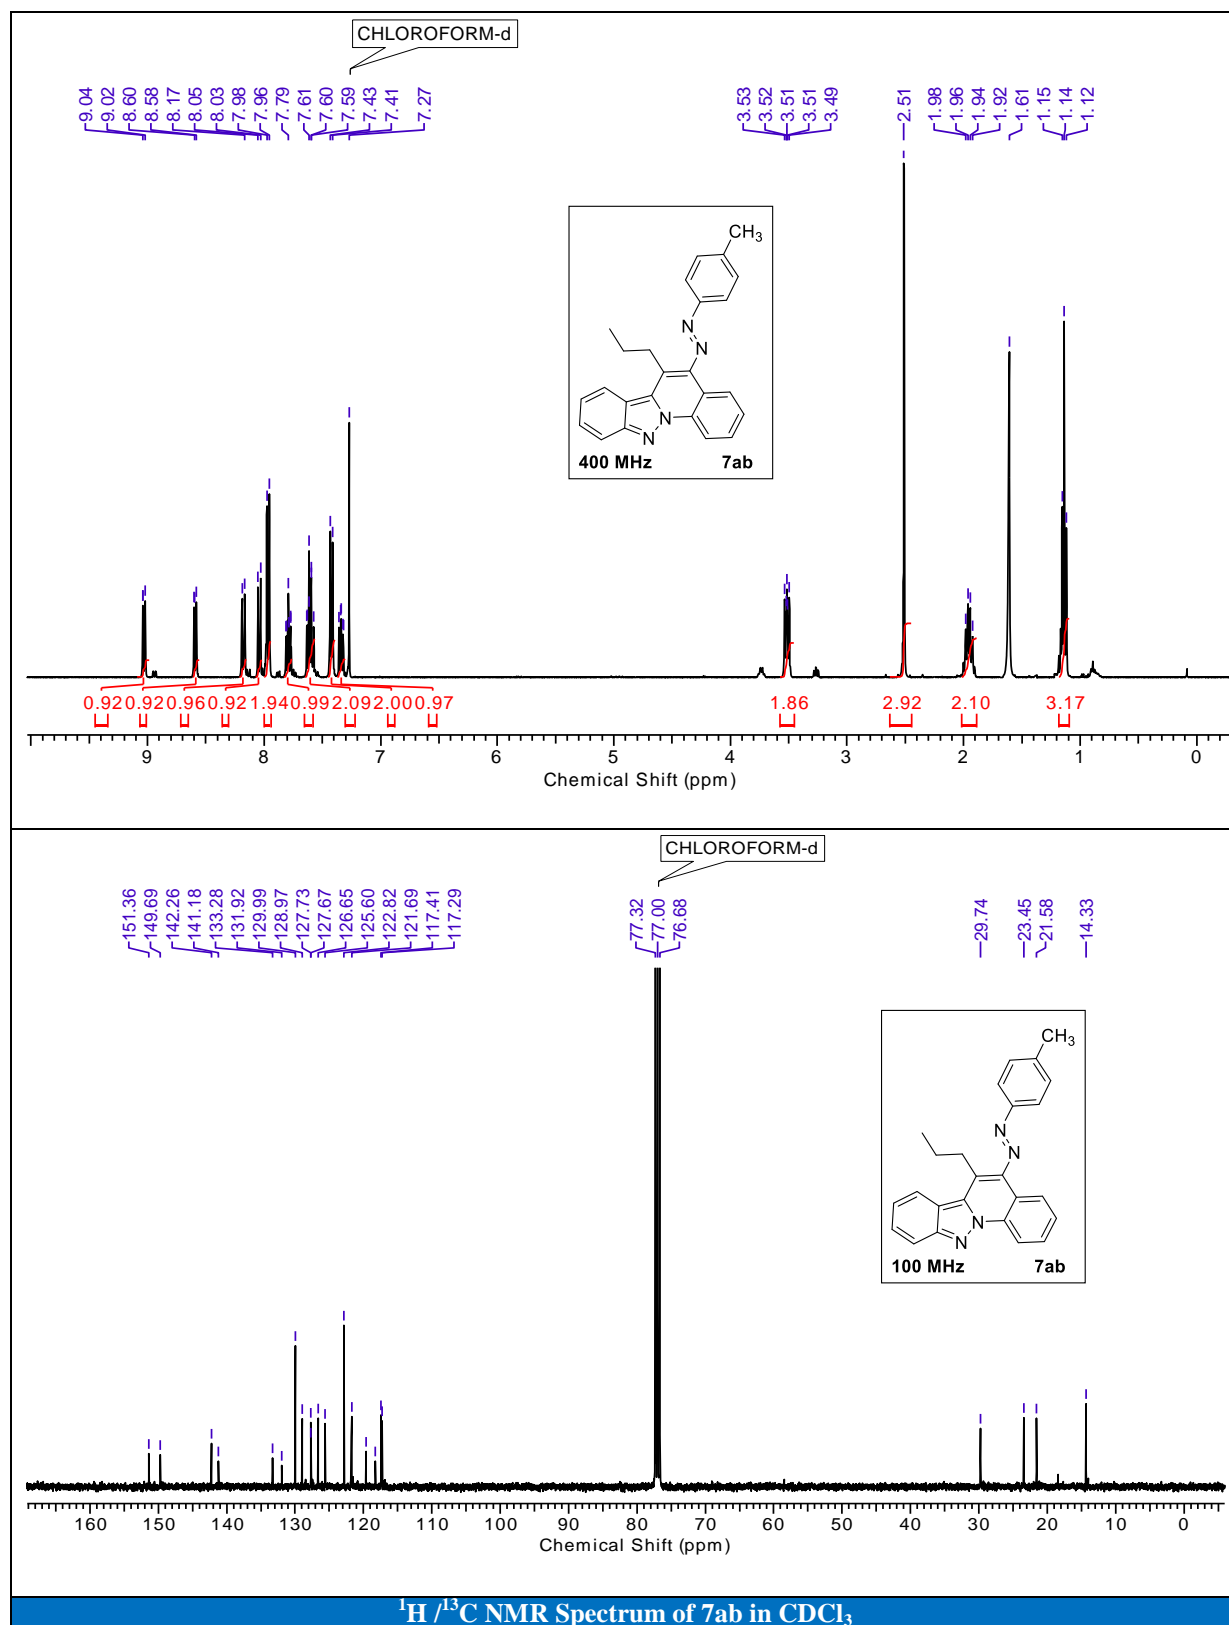 CHLOROFORM-d
9.04
9.02
8.60
8.58
8.17
8.05
8.03
7.98
7.96
7.79
7.61
7.60
7.59
7.43
7.41
7.27
3.53
3.52
3.51
3.51
3.49
2.51
1.98
1.96
1.94
1.92
1.61
1.15
1.14
1.12
CH3
N
N
N
N
400 MHz 7ab
0.92 0.92 0.96 0.92 1.94 0.99 2.09 2.00 0.97 1.86 2.92 2.10 3.17
9 8 7 6 5 4 3 2 1 0
Chemical Shift (ppm)
CHLOROFORM-d
151.36
149.69
142.26
141.18
133.28
131.92
129.99
128.97
127.73
127.67
126.65
125.60
122.82
121.69
117.41
117.29
77.32
77.00
76.68
29.74
23.45
21.58
14.33
CH3
N
N
N
N
100 MHz 7ab
160 150 140 130 120 110 100 90 80 70 60 50 40 30 20 10 0
Chemical Shift (ppm)
1H /13C NMR Spectrum of 7ab in CDCl3